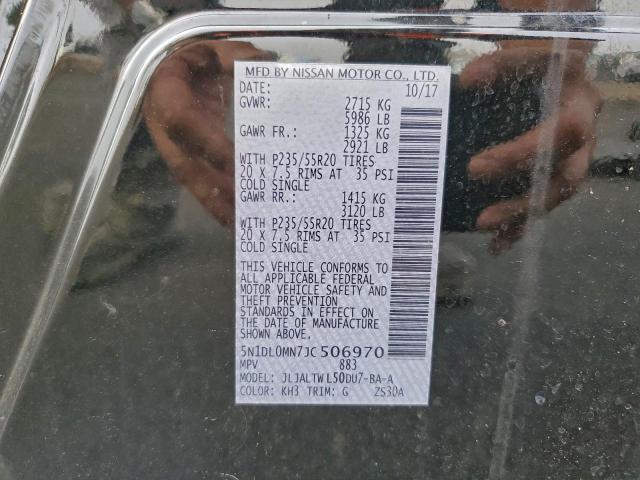 MFD BY NISSAN MOTOR CO., LTD.
DATE: 10/17
GVWR: 2715 KG
5986 LB
GAWR FR.: 1325 KG
2921 LB
WITH P235/55R20 TIRES
20 X 7.5 RIMS AT 35 PSI
COLD SINGLE
GAWR RR.: 1415 KG
3120 LB
WITH P235/55R20 TIRES
20 X 7.5 RIMS AT 35 PSI
COLD SINGLE
THIS VEHICLE CONFORMS TO
ALL APPLICABLE FEDERAL
MOTOR VEHICLE SAFETY AND
THEFT PREVENTION
STANDARDS IN EFFECT ON
THE DATE OF MANUFACTURE
SHOWN ABOVE.
5N1DL0MN7JC506970
MPV 883
MODEL: JLJALTWL50DU7-BA-A
COLOR: KH3 TRIM: G ZS30A